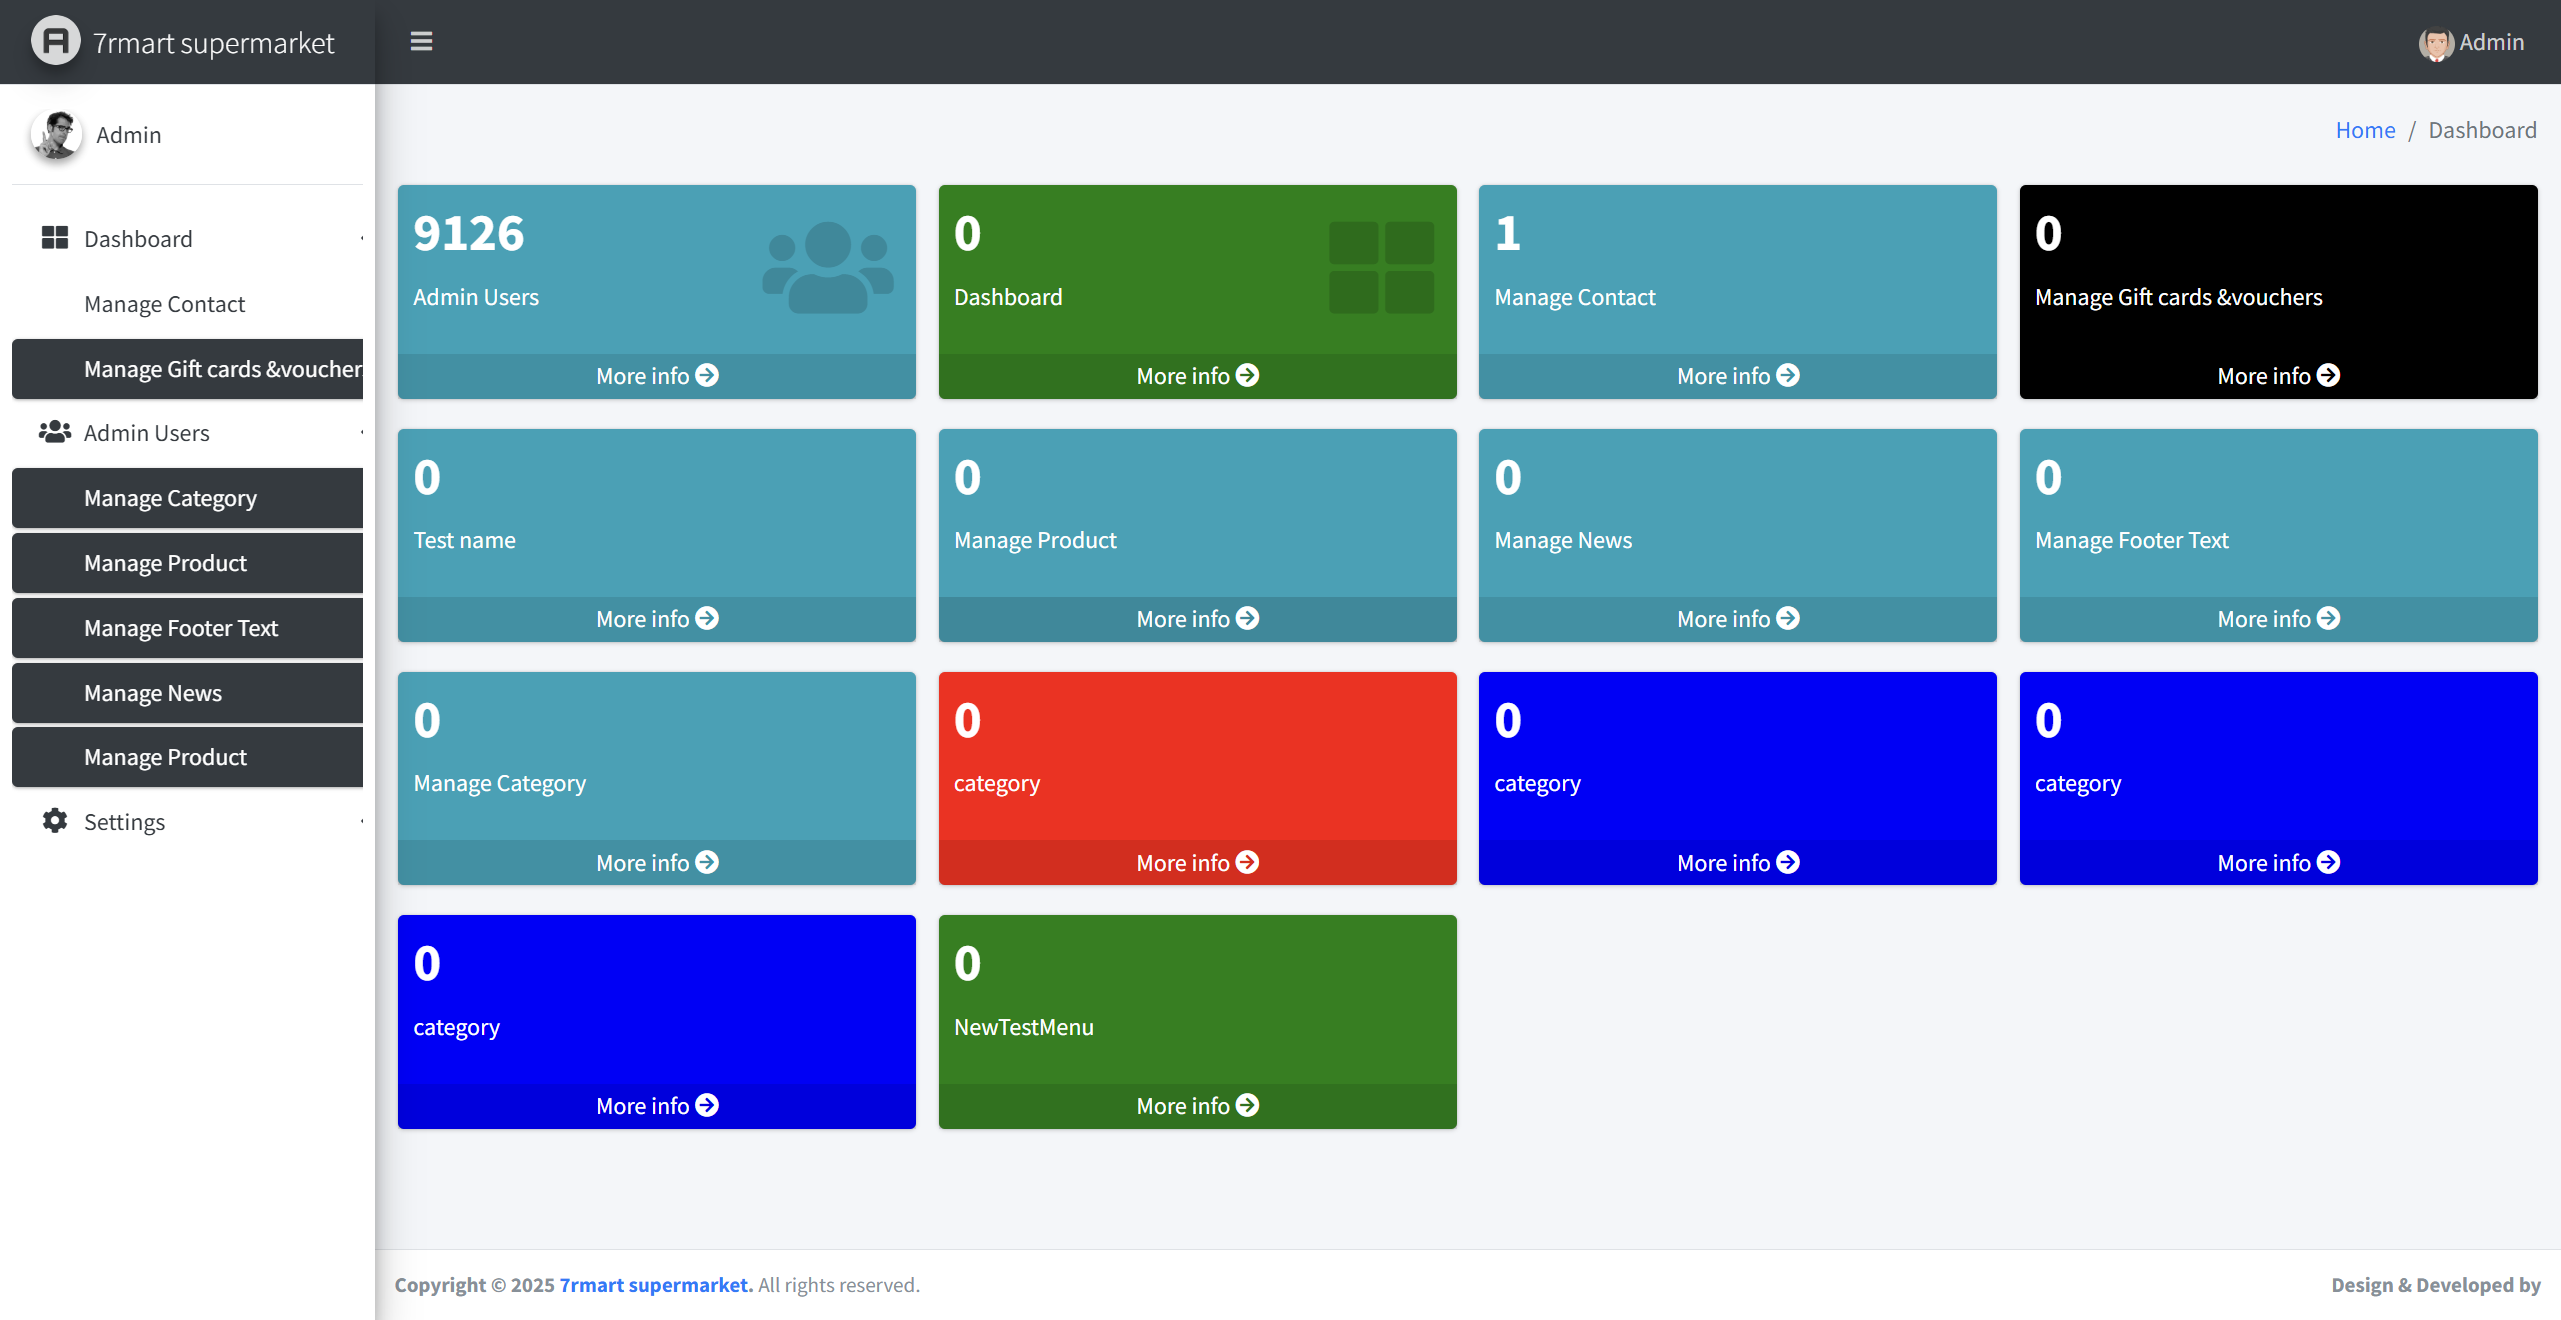 7rmart supermarket
Admin
Admin
Home / Dashboard
Dashboard
Manage Contact
Manage Gift cards &voucher
Admin Users
Manage Category
Manage Product
Manage Footer Text
Manage News
Manage Product
Settings
9126
Admin Users
More info
0
Dashboard
More info
1
Manage Contact
More info
0
Manage Gift cards &vouchers
More info
0
Test name
More info
0
Manage Product
More info
0
Manage News
More info
0
Manage Footer Text
More info
0
Manage Category
More info
0
category
More info
0
category
More info
0
category
More info
0
category
More info
0
NewTestMenu
More info
Copyright © 2025 7rmart supermarket. All rights reserved.
Design & Developed by